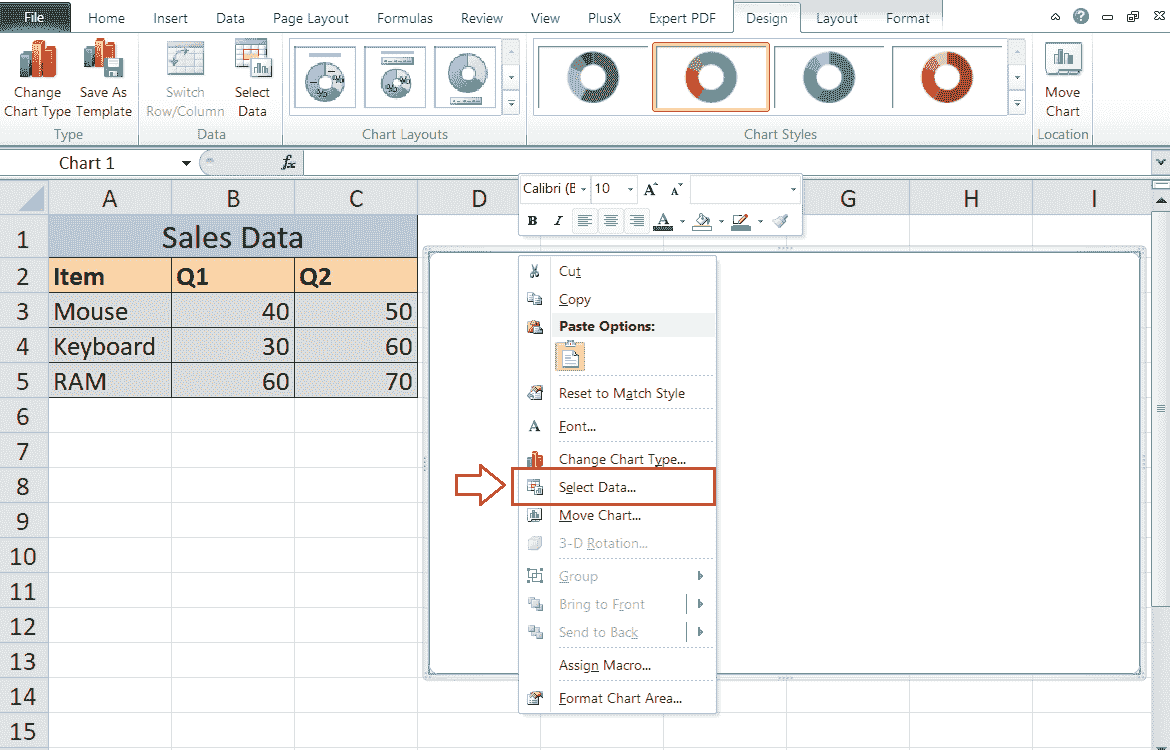 File Home Insert Data Page Layout Formulas Review View PlusX Expert PDF Design Layout Format
Change Chart Type
Save As Template
Switch Row/Column
Select Data
Move Chart
Type Data Chart Layouts Chart Styles Location
Chart 1 fx
Calibri (E 10 A A
B I A
A B C D G H I
1 Sales Data
2 Item Q1 Q2
3 Mouse 40 50
4 Keyboard 30 60
5 RAM 60 70
6
7
8
9
10
11
12
13
14
15
Cut
Copy
Paste Options:
Reset to Match Style
A Font...
Change Chart Type...
Select Data...
Move Chart...
3-D Rotation...
Group
Bring to Front
Send to Back
Assign Macro...
Format Chart Area...